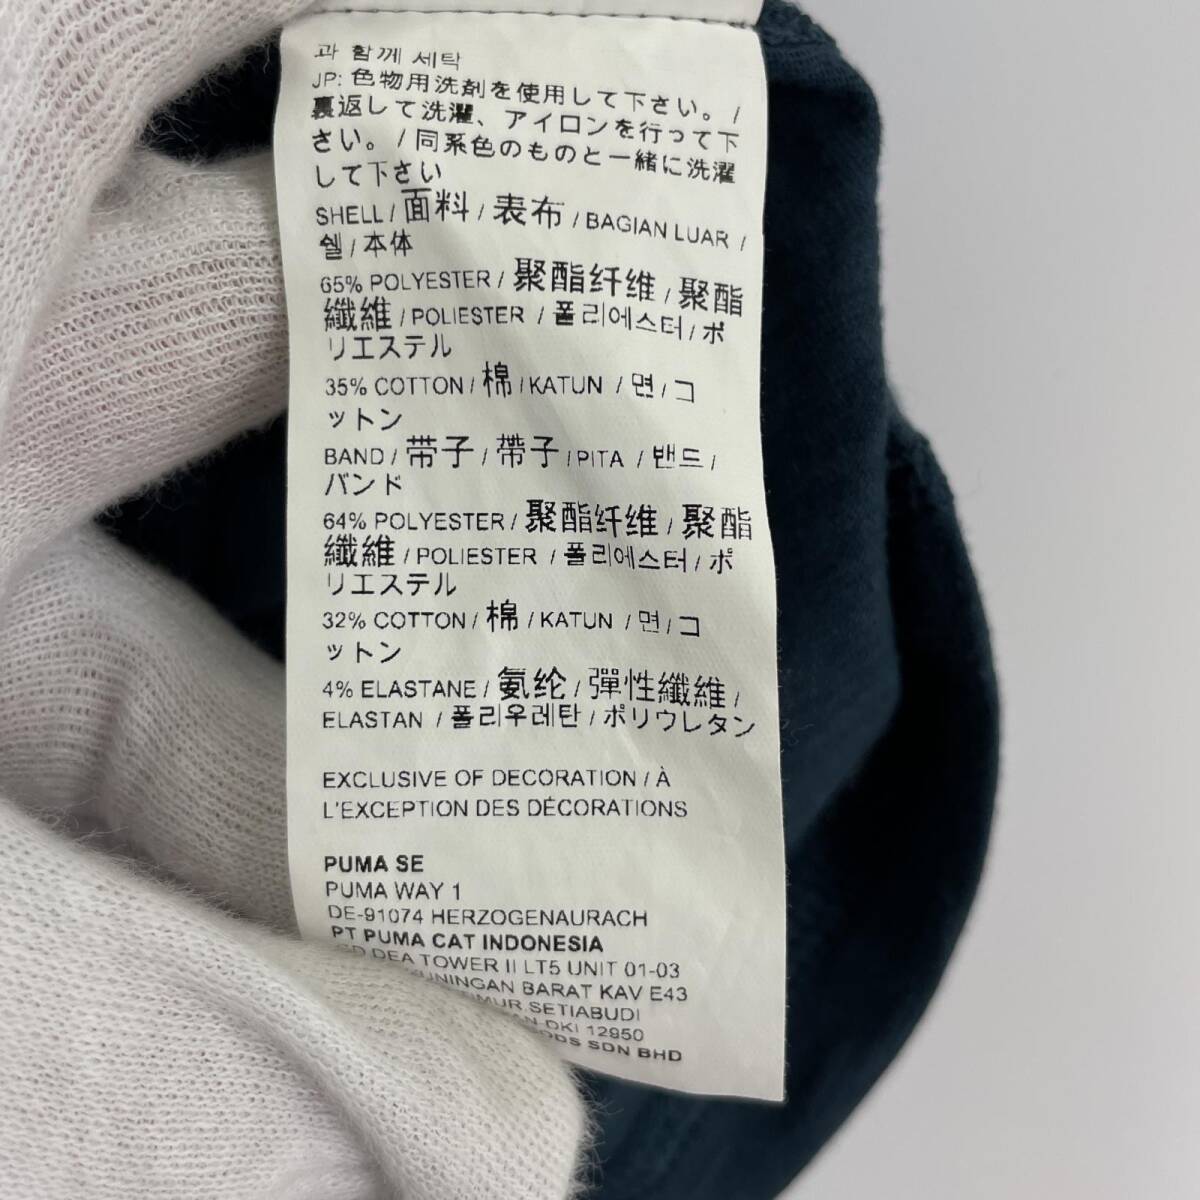 과 함께 세탁
JP: 色物用洗剤を使用して下さい。/
裏返して洗濯、アイロンを行って下
さい。/ 同系色のものと一緒に洗濯
して下さい
SHELL / 面料 / 表布 / BAGIAN LUAR /
쉘 / 本体
65% POLYESTER / 聚酯纤维 / 聚酯
纖維 / POLIESTER / 폴리에스터 / ポ
リエステル
35% COTTON / 棉 / KATUN / 면 / コ
ットン
BAND / 带子 / 帶子 / PITA / 밴드 /
バンド
64% POLYESTER / 聚酯纤维 / 聚酯
纖維 / POLIESTER / 폴리에스터 / ポ
リエステル
32% COTTON / 棉 / KATUN / 면 / コ
ットン
4% ELASTANE / 氨纶 / 彈性纖維 /
ELASTAN / 폴리우레탄 / ポリウレタン
EXCLUSIVE OF DECORATION / À
L'EXCEPTION DES DÉCORATIONS
PUMA SE
PUMA WAY 1
DE-91074 HERZOGENAURACH
PT PUMA CAT INDONESIA
DEA TOWER II LT5 UNIT 01-03
KUNINGAN BARAT KAV E43
TIMUR.SETIABUDI
DKI 12950
SDN BHD